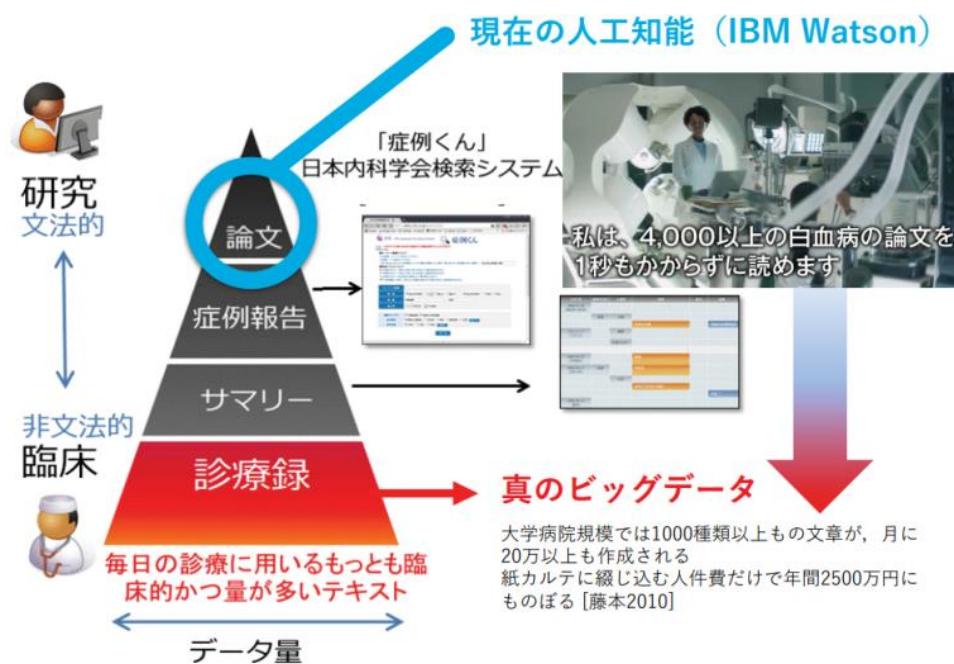 現在の人工知能（IBM Watson）
「症例くん」
日本内科学会検索システム
研究
文法的
論文
私は、4,000以上の白血病の論文を
1秒もかからずに読めます
症例くん
症例報告
サマリー
非文法的
臨床
診療録
真のビッグデータ
大学病院規模では1000種類以上もの文章が，月に
20万以上も作成される
紙カルテに綴じ込む人件費だけで年間2500万円に
ものぼる [藤本2010]
毎日の診療に用いるもっとも臨
床的かつ量が多いテキスト
データ量